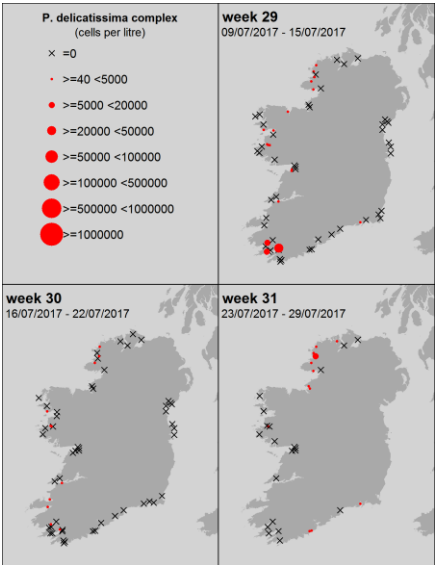 P. delicatissima complex
(cells per litre)
=0
>=40 <5000
>=5000 <20000
>=20000 <50000
>=50000 <100000
>=100000 <500000
>=500000 <1000000
>=1000000
week 29
09/07/2017 - 15/07/2017
week 30
16/07/2017 - 22/07/2017
week 31
23/07/2017 - 29/07/2017